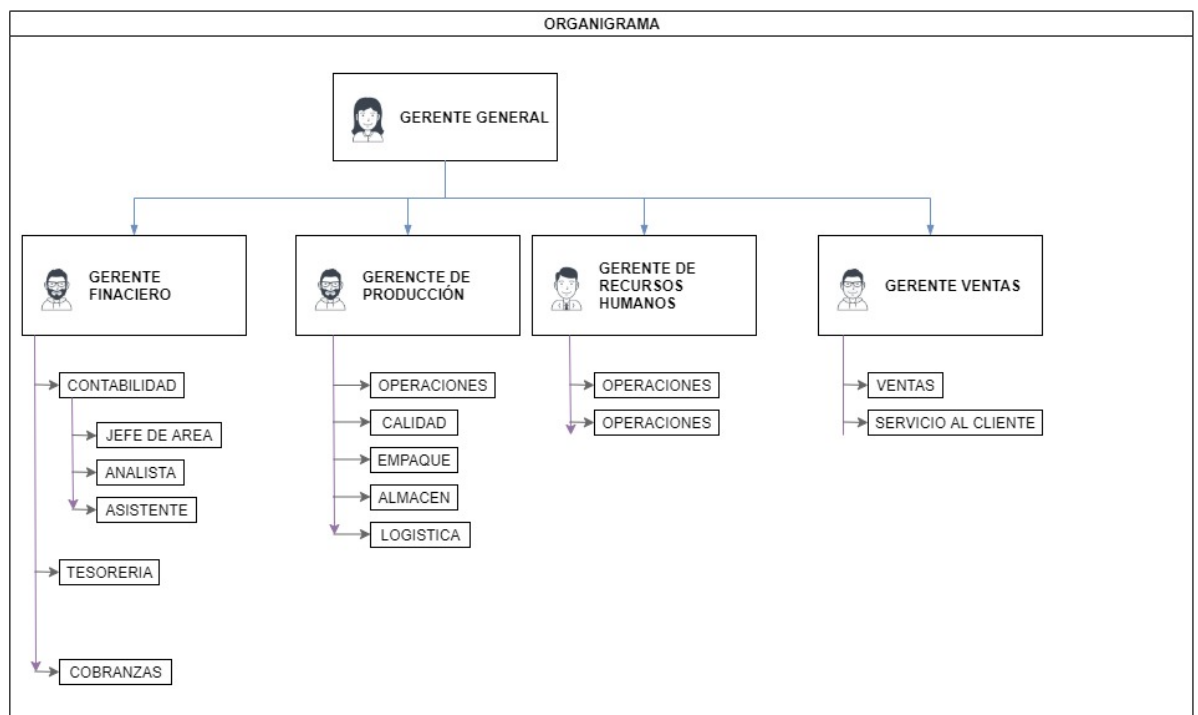 ORGANIGRAMA
GERENTE GENERAL
GERENTE
FINACIERO
GERENCTE DE
PRODUCCIÓN
GERENTE DE
RECURSOS
HUMANOS
GERENTE VENTAS
CONTABILIDAD
JEFE DE AREA
ANALISTA
ASISTENTE
TESORERIA
COBRANZAS
OPERACIONES
CALIDAD
EMPAQUE
ALMACEN
LOGISTICA
OPERACIONES
OPERACIONES
VENTAS
SERVICIO AL CLIENTE